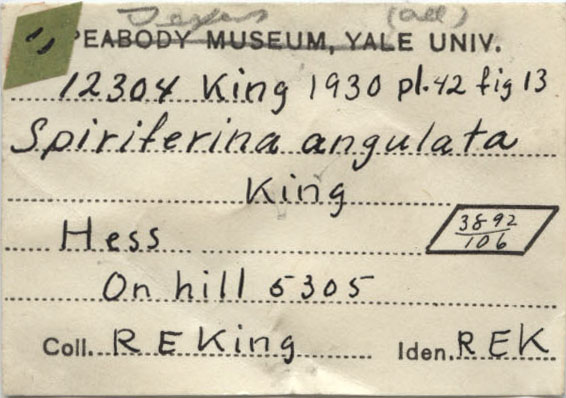 Texas (all)
PEABODY MUSEUM, YALE UNIV.
12304 King 1930 pl.42 fig 13
Spiriferina angulata
King
Hess
3892
106
On hill 5305
Coll. R E King Iden. REK